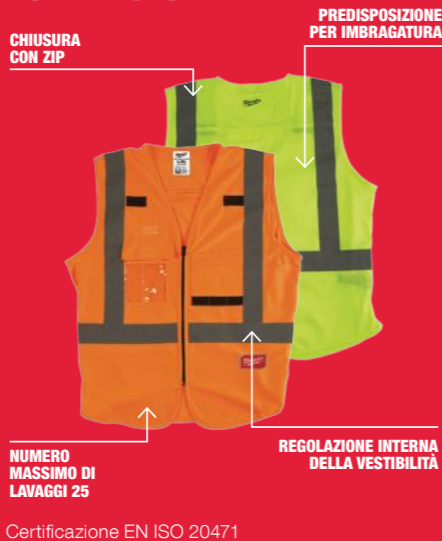 CHIUSURA
CON ZIP
PREDISPOSIZIONE
PER IMBRAGATURA
NUMERO
MASSIMO DI
LAVAGGI 25
REGOLAZIONE INTERNA
DELLA VESTIBILITÀ
Certificazione EN ISO 20471